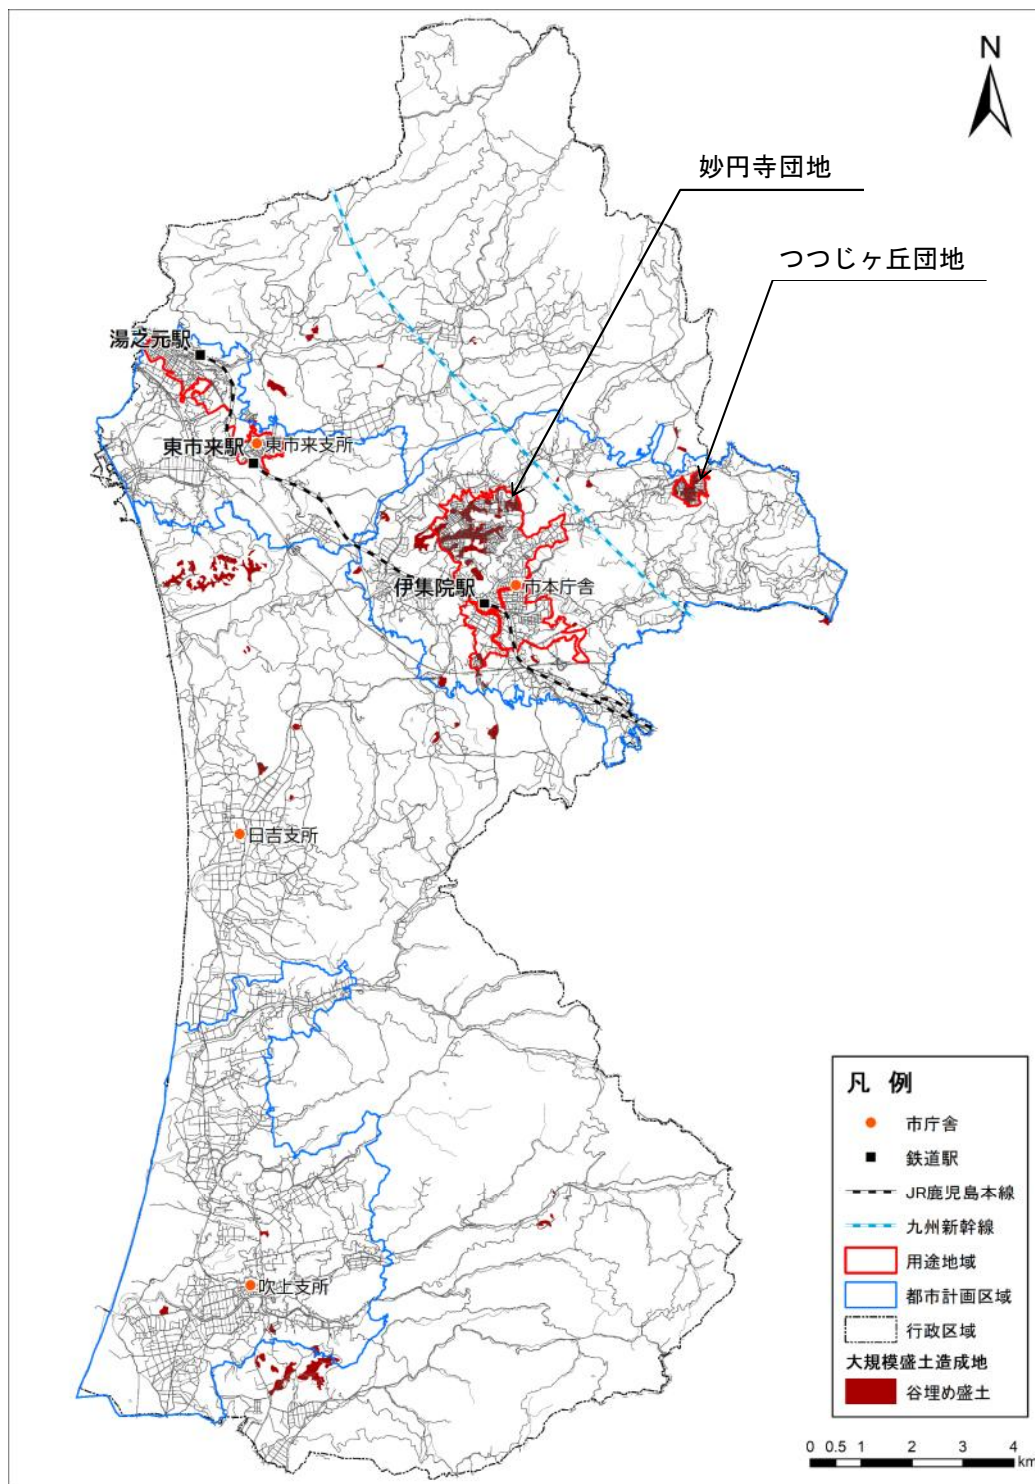 N
妙円寺団地
つつじヶ丘団地
湯之元駅
東市来駅
東市来支所
伊集院駅
市本庁舎
日吉支所
吹上支所
凡 例
市庁舎
鉄道駅
JR鹿児島本線
九州新幹線
用途地域
都市計画区域
行政区域
大規模盛土造成地
谷埋め盛土
0 0.5 1 2 3 4
km